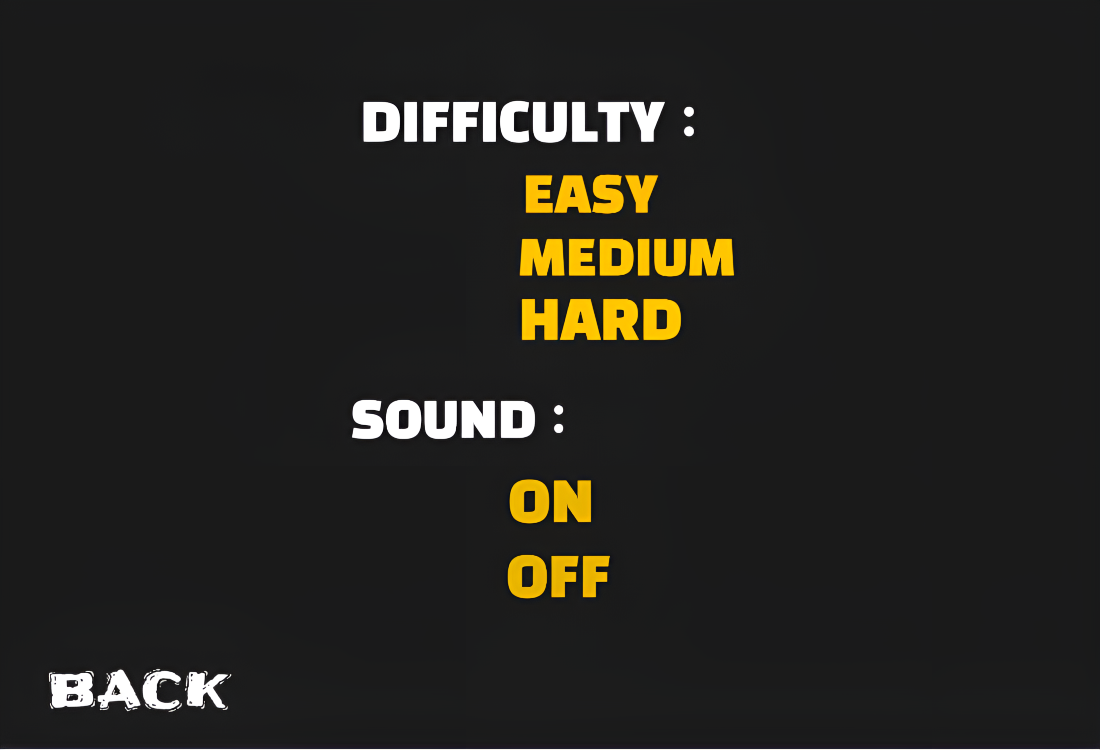 DIFFICULTY :
EASY
MEDIUM
HARD
SOUND :
ON
OFF
BACK